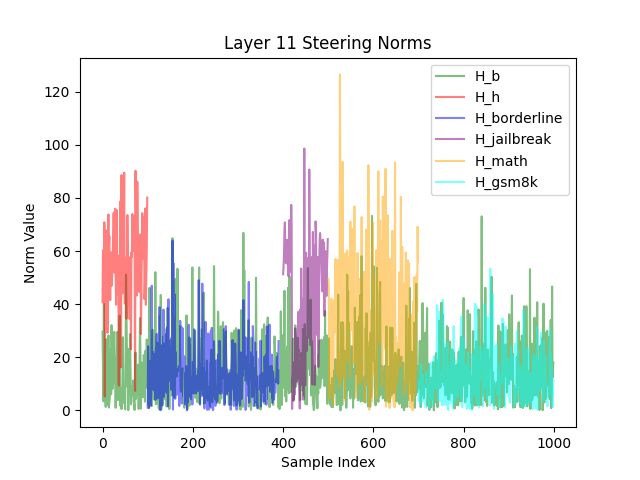 Layer 11 Steering Norms
H_b
H_h
H_borderline
H_jailbreak
H_math
H_gsm8k
Norm Value
120
100
80
60
40
20
0
0 200 400 600 800 1000
Sample Index